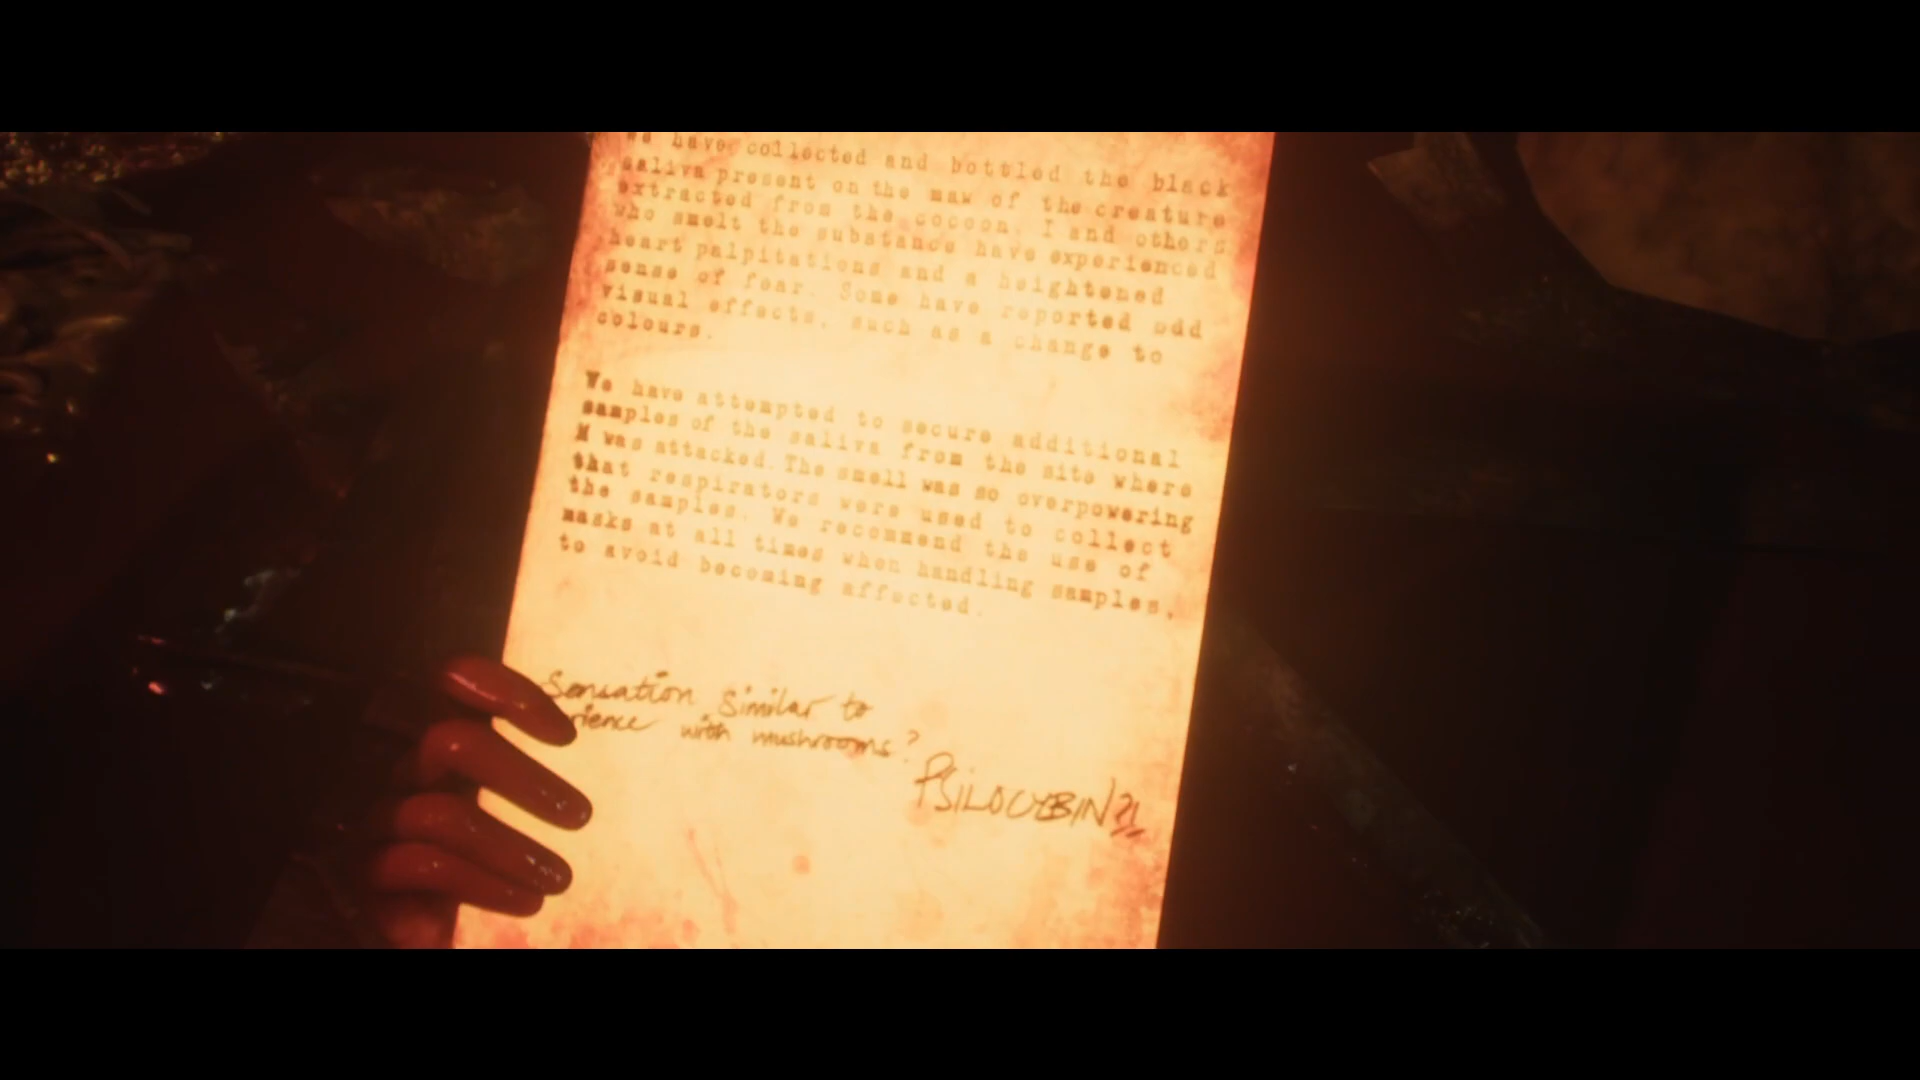 We have collected and bottled the black
saliva present on the maw of the creature
extracted from the cocoon. I and others
who smelt the substance have experienced
heart palpitations and a heightened
sense of fear. Some have reported odd
visual effects, such as a change to
colours.
We have attempted to secure additional
samples of the saliva from the site where
M was attacked. The smell was so overpowering
that respirators were used to collect
the samples. We recommend the use of
masks at all times when handling samples,
to avoid becoming affected.
Sensation Similar to
rience with mushrooms?
PSILOCYBIN?!